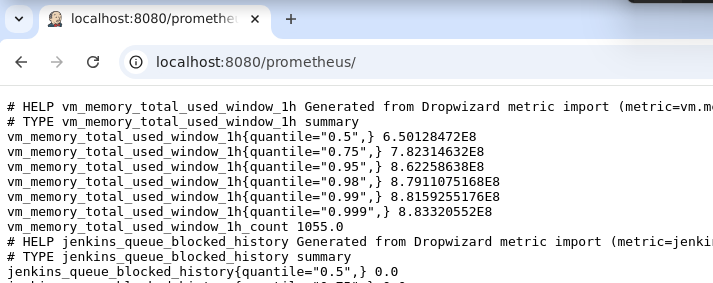 localhost:8080/promethe
localhost:8080/prometheus/
# HELP vm_memory_total_used_window_1h Generated from Dropwizard metric import (metric=vm.m
# TYPE vm_memory_total_used_window_1h summary
vm_memory_total_used_window_1h{quantile="0.5",} 6.50128472E8
vm_memory_total_used_window_1h{quantile="0.75",} 7.82314632E8
vm_memory_total_used_window_1h{quantile="0.95",} 8.62258638E8
vm_memory_total_used_window_1h{quantile="0.98",} 8.7911075168E8
vm_memory_total_used_window_1h{quantile="0.99",} 8.8159255176E8
vm_memory_total_used_window_1h{quantile="0.999",} 8.83320552E8
vm_memory_total_used_window_1h_count 1055.0
# HELP jenkins_queue_blocked_history Generated from Dropwizard metric import (metric=jenki
# TYPE jenkins_queue_blocked_history summary
jenkins_queue_blocked_history{quantile="0.5",} 0.0